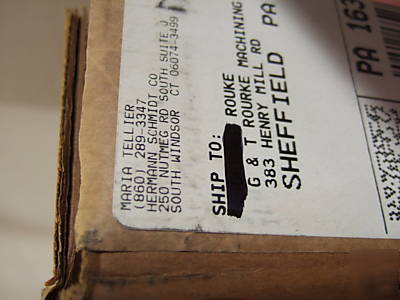 MARIA TELLIER
(860) 289-3347
HERMANN SCHMIDT CO
250 NUTMEG RD SOUTH SUITE J
SOUTH WINDSOR CT 06074-3499
SHIP TO:
ROUKE
G & T ROURKE MACHINING
383 HENRY MILL RD
SHEFFIELD PA
PA 163